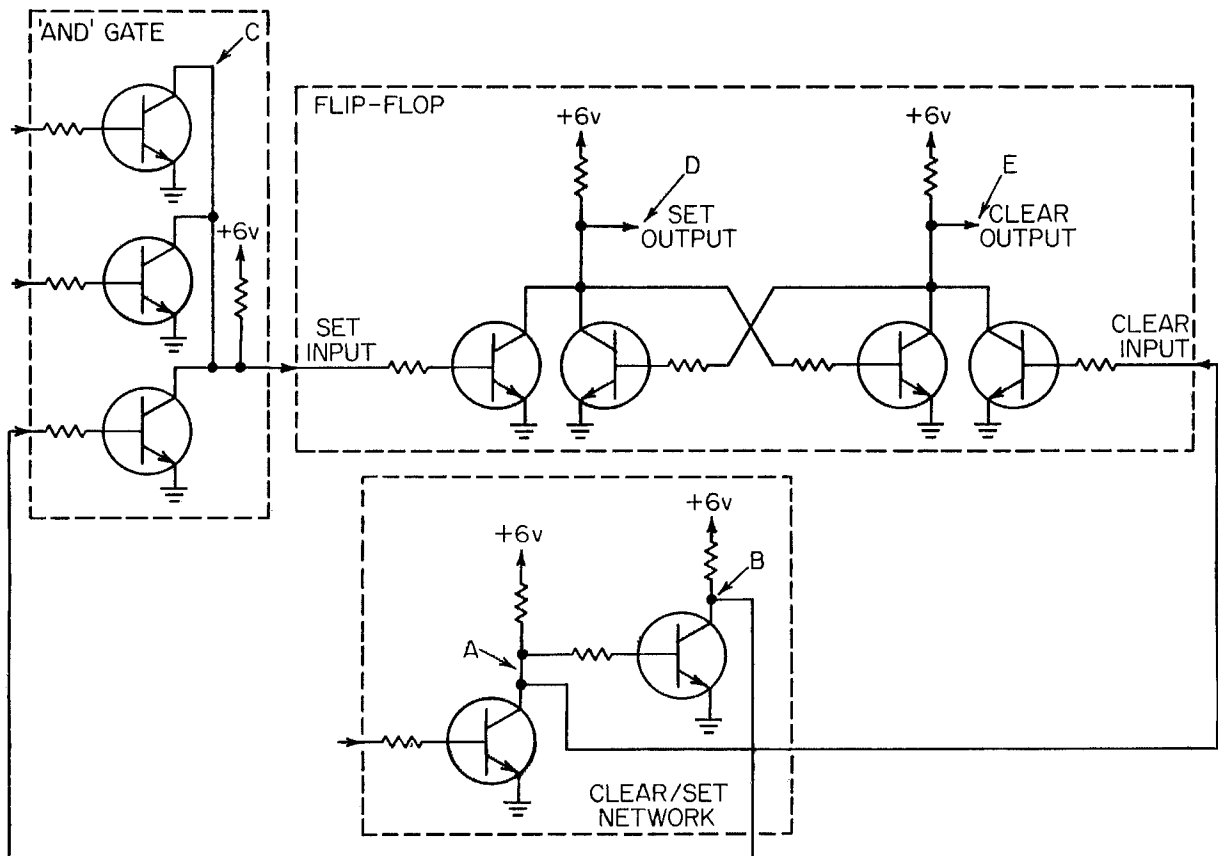 'AND' GATE
C
+6v
FLIP-FLOP
+6v
+6v
D
E
SET
OUTPUT
CLEAR
OUTPUT
SET
INPUT
CLEAR
INPUT
+6v
+6v
B
A
CLEAR/SET
NETWORK